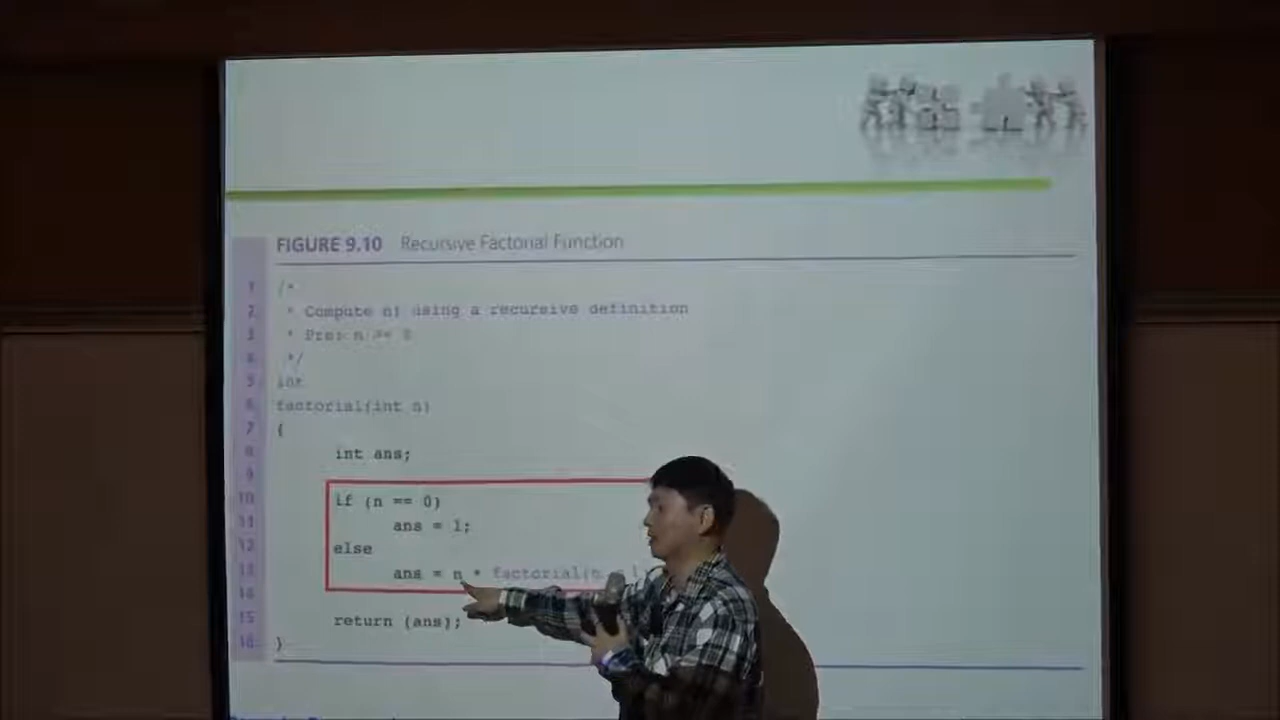 FIGURE 9.10 Recursive Factorial Function
1 /*
2 * Compute n! using a recursive definition
3 * Pre: n >= 0
4 */
5 int
6 factorial(int n)
7 {
8 int ans;
9
10 if (n == 0)
11 ans = 1;
12 else
13 ans = n * factorial(n - 1)
14
15 return (ans);
16 }